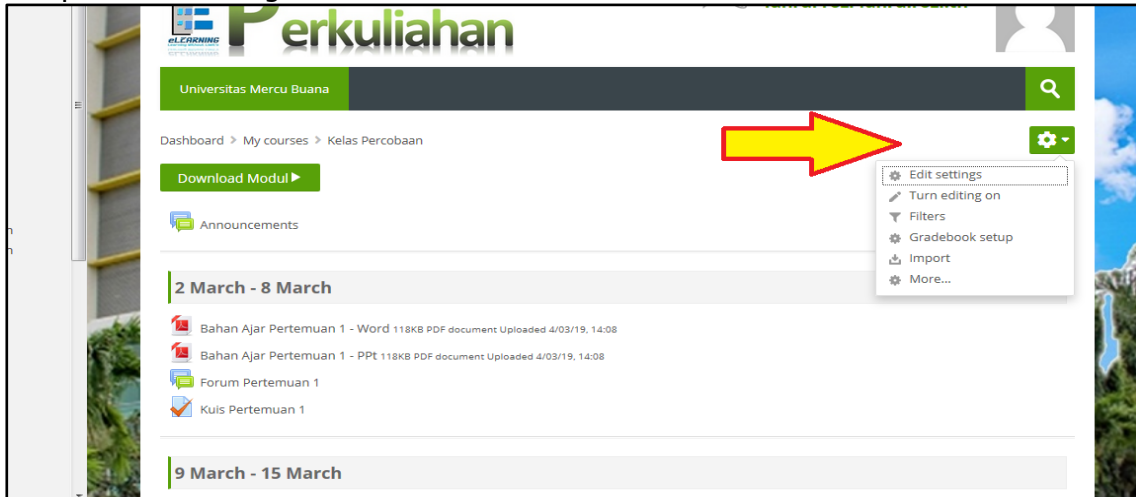 eLEARNING
Perkuliahan
Universitas Mercu Buana
Dashboard > My courses > Kelas Percobaan
Download Modul
Edit settings
Turn editing on
Filters
Gradebook setup
Import
More...
Announcements
2 March - 8 March
Bahan Ajar Pertemuan 1 - Word 118KB PDF document Uploaded 4/03/19, 14:08
Bahan Ajar Pertemuan 1 - PPt 118KB PDF document Uploaded 4/03/19, 14:08
Forum Pertemuan 1
Kuis Pertemuan 1
9 March - 15 March